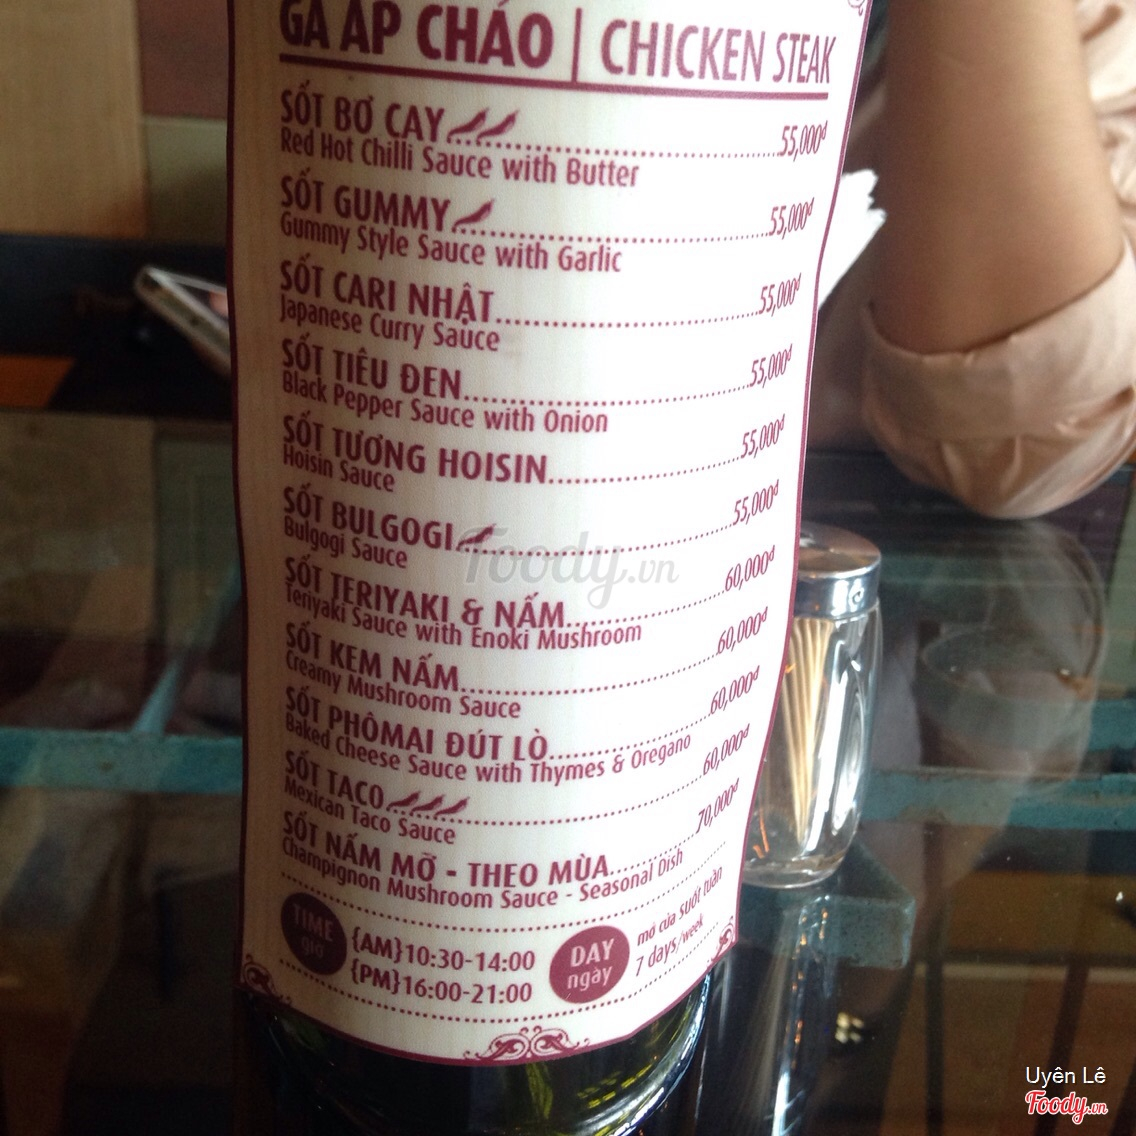 GÀ ÁP CHẢO | CHICKEN STEAK
SỐT BƠ CAY 55,000đ
Red Hot Chilli Sauce with Butter
SỐT GUMMY 55,000đ
Gummy Style Sauce with Garlic
SỐT CARI NHẬT 55,000đ
Japanese Curry Sauce
SỐT TIÊU ĐEN 55,000đ
Black Pepper Sauce with Onion
SỐT TƯƠNG HOISIN 55,000đ
Hoisin Sauce
SỐT BULGOGI 55,000đ
Bulgogi Sauce
SỐT TERIYAKI & NẤM 60,000đ
Teriyaki Sauce with Enoki Mushroom
SỐT KEM NẤM 60,000đ
Creamy Mushroom Sauce
SỐT PHÔMAI ĐÚT LÒ 60,000đ
Baked Cheese Sauce with Thymes & Oregano
SỐT TACO 60,000đ
Mexican Taco Sauce
SỐT NẤM MỠ - THEO MÙA 70,000đ
Champignon Mushroom Sauce - Seasonal Dish
TIME giờ
{AM}10:30-14:00
{PM}16:00-21:00
DAY ngày
mở cửa suốt tuần
7 days/week
Foody.vn
Uyên Lê
Foody.vn